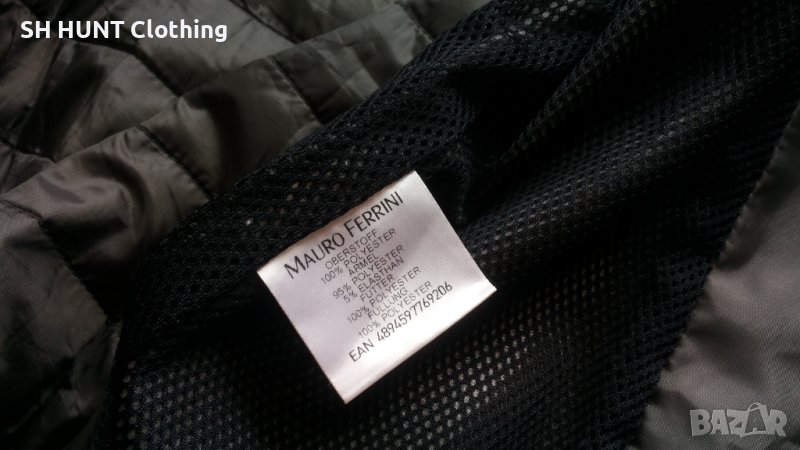 SH HUNT Clothing
MAURO FERRINI
OBERSTOFF
100% POLYESTER
ÄRMEL
95% POLYESTER
5% ELASTHAN
FUTTER
100% POLYESTER
FÜLLUNG
100% POLYESTER
EAN 4894597769206
BAZAR